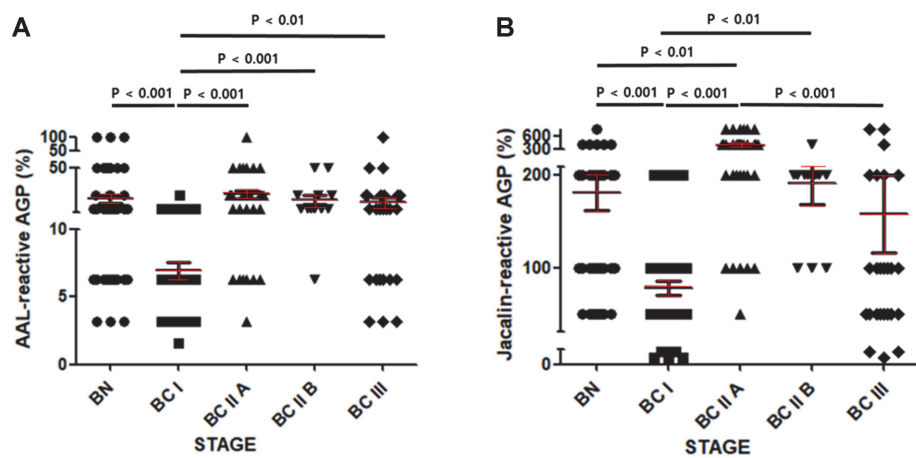 A
P < 0.01
P < 0.001
P < 0.001 P < 0.001
AAL-reactive AGP (%)
100
50
50
10
5
0
BN
BC I
BC II A
BC II B
BC III
STAGE
B
P < 0.01
P < 0.01
P < 0.001 P < 0.001 P < 0.001
Jacalin-reactive AGP (%)
600
300
200
100
0
BN
BC I
BC II A
BC II B
BC III
STAGE